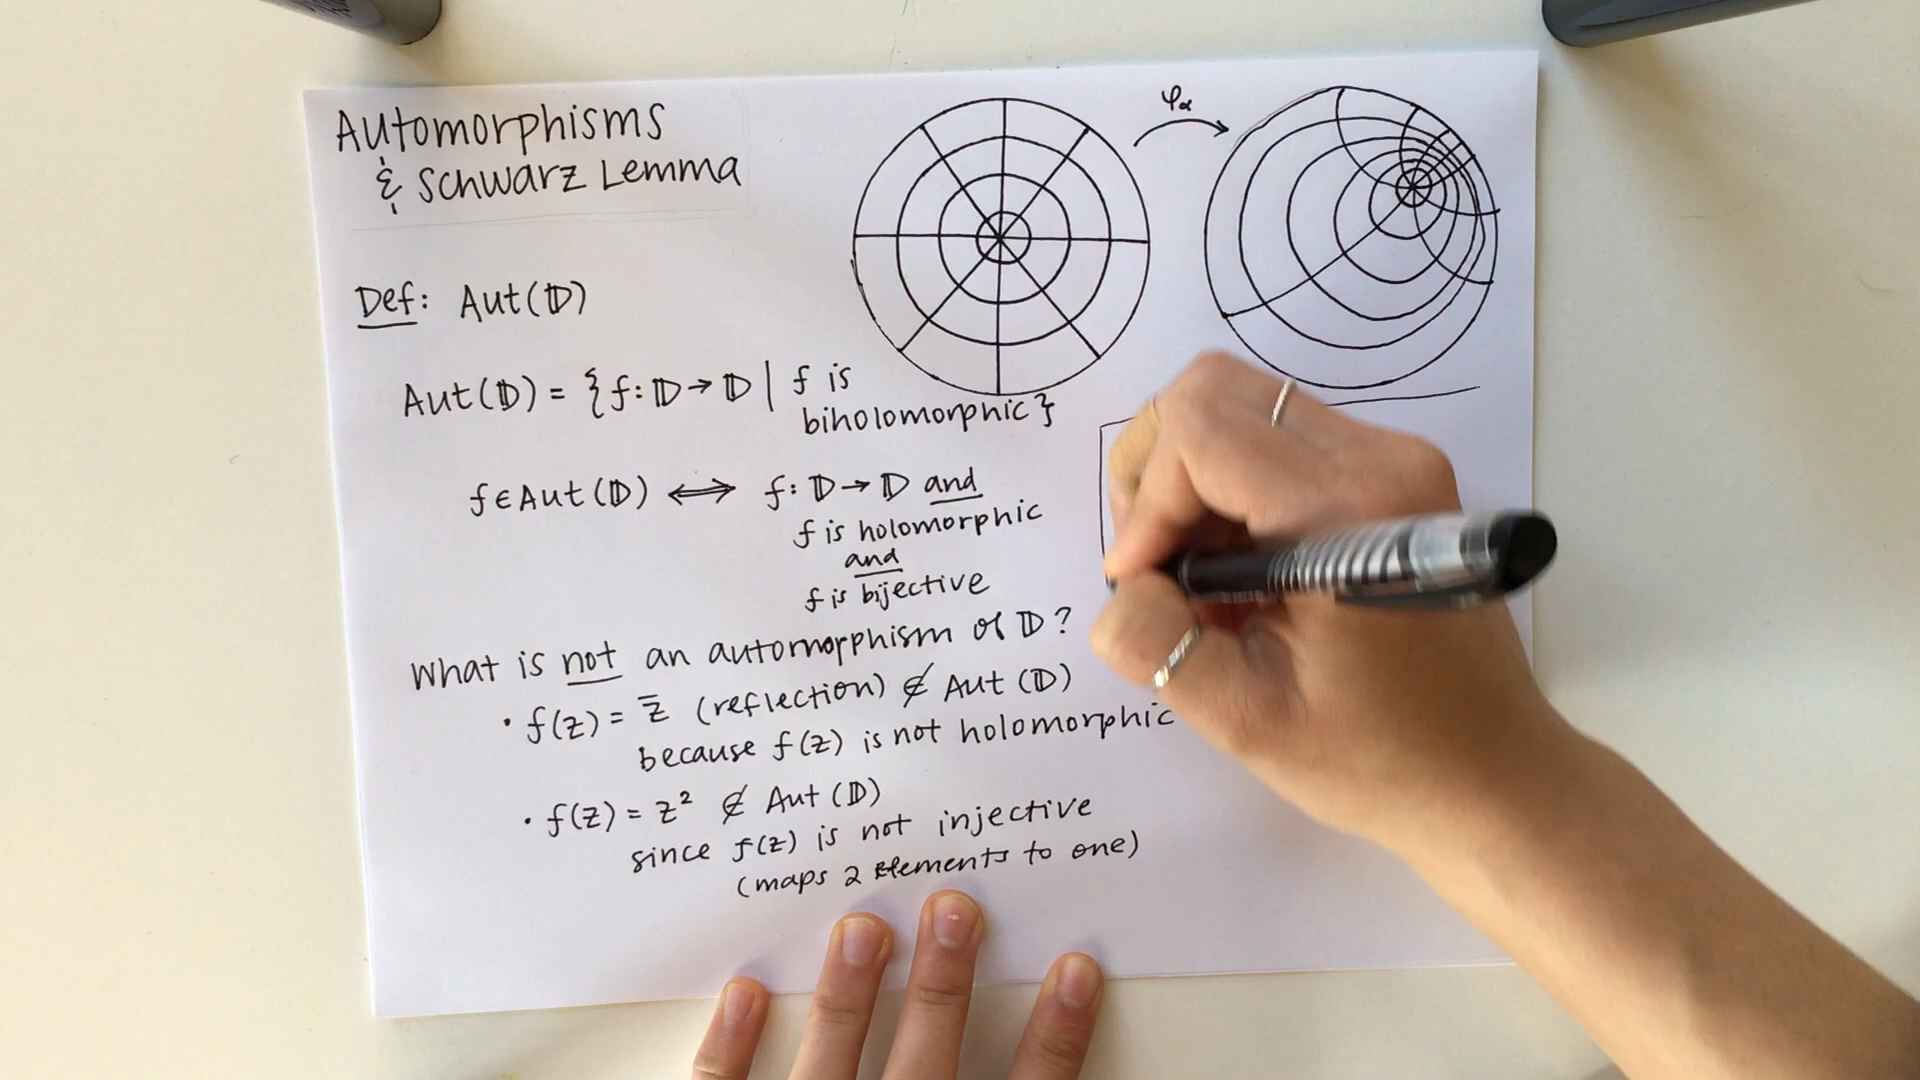 Automorphisms
& Schwarz Lemma
φα
Def: Aut(𝔻)
Aut(𝔻) = {f: 𝔻→𝔻 | f is
biholomorphic}
f∈Aut(𝔻) ⟺ f: 𝔻→𝔻 and
f is holomorphic
and
f is bijective
What is not an automorphism of 𝔻?
• f(z) = z̅ (reflection) ∉ Aut (𝔻)
because f(z) is not holomorphic
• f(z) = z² ∉ Aut (𝔻)
since f(z) is not injective
(maps 2 elements to one)